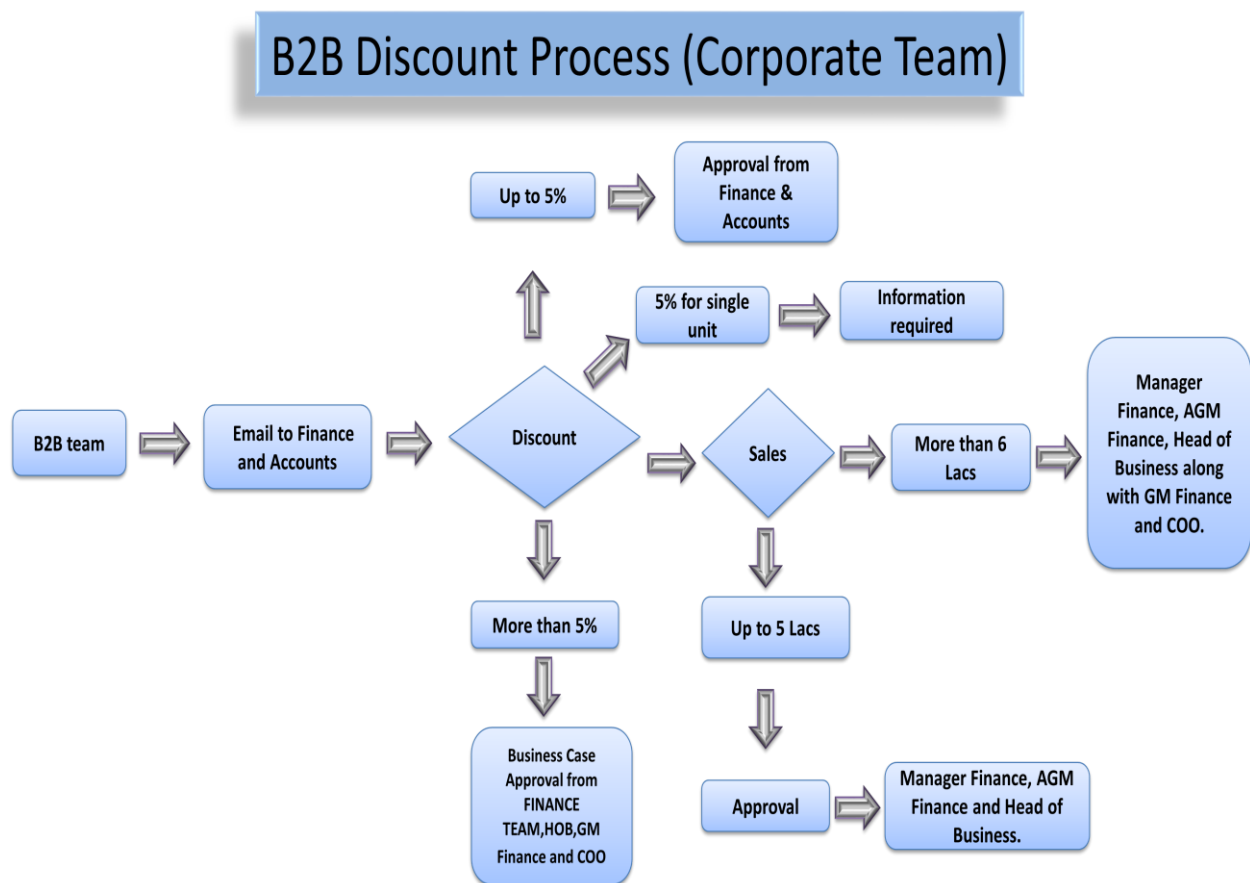 B2B Discount Process (Corporate Team)
Up to 5%
Approval from
Finance &
Accounts
5% for single
unit
Information
required
B2B team
Email to Finance
and Accounts
Discount
Sales
More than 6
Lacs
Manager
Finance, AGM
Finance, Head of
Business along
with GM Finance
and COO.
More than 5%
Up to 5 Lacs
Business Case
Approval from
FINANCE
TEAM,HOB,GM
Finance and COO
Approval
Manager Finance, AGM
Finance and Head of
Business.